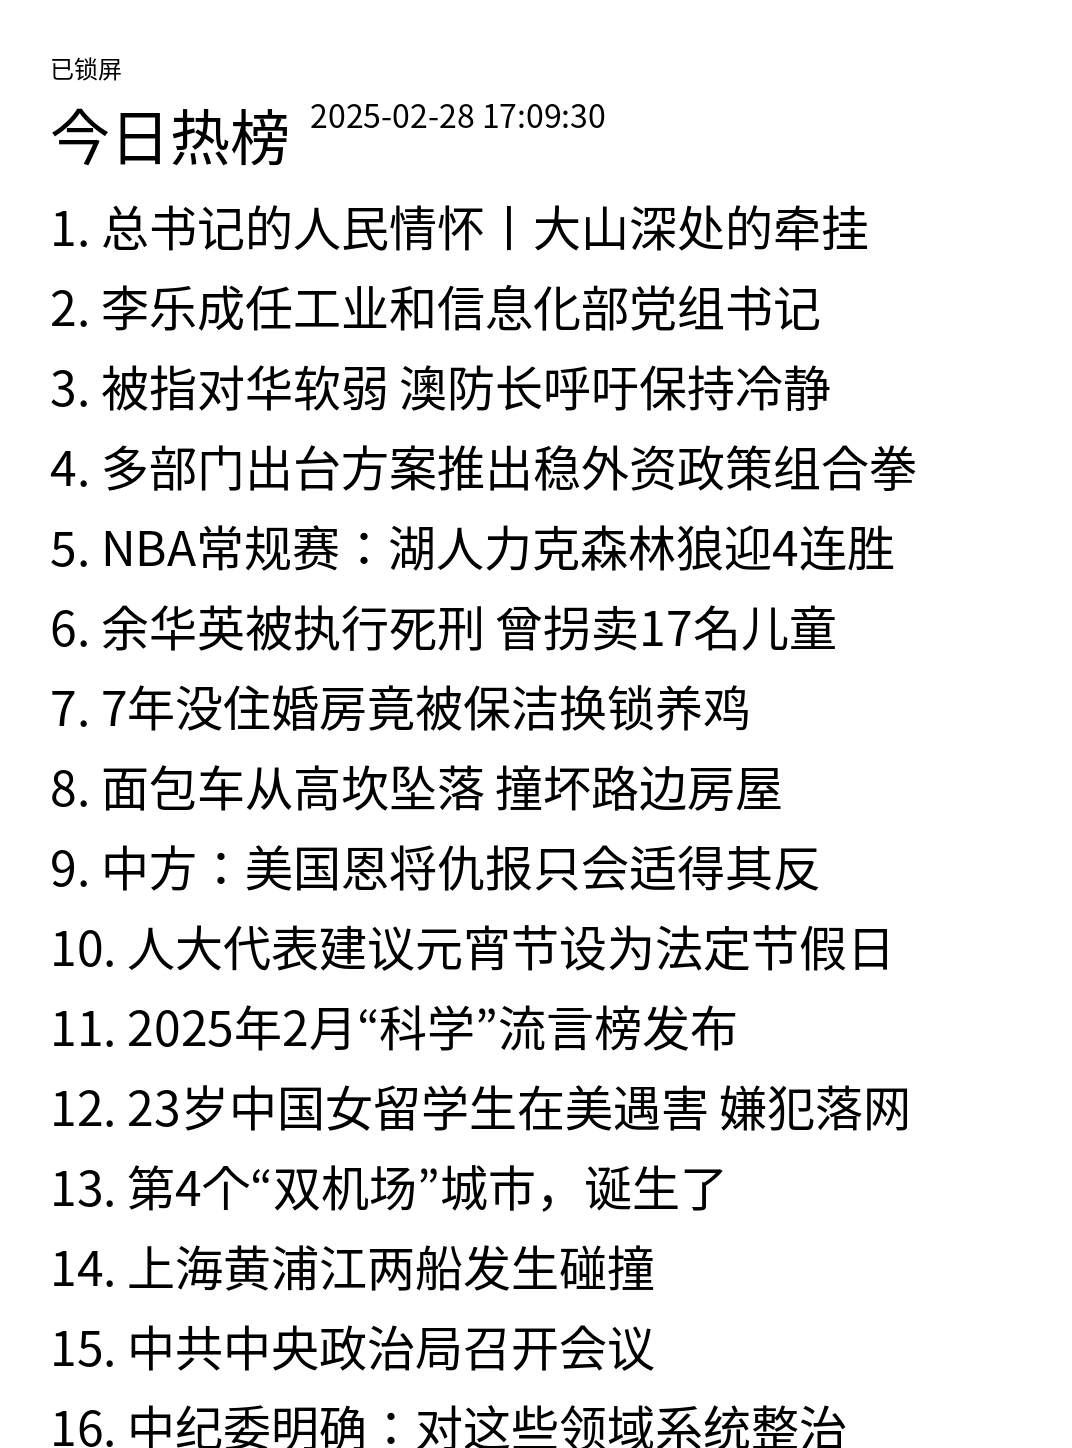 已锁屏
今日热榜 2025-02-28 17:09:30
1. 总书记的人民情怀丨大山深处的牵挂
2. 李乐成任工业和信息化部党组书记
3. 被指对华软弱 澳防长呼吁保持冷静
4. 多部门出台方案推出稳外资政策组合拳
5. NBA常规赛：湖人力克森林狼迎4连胜
6. 余华英被执行死刑 曾拐卖17名儿童
7. 7年没住婚房竟被保洁换锁养鸡
8. 面包车从高坎坠落 撞坏路边房屋
9. 中方：美国恩将仇报只会适得其反
10. 人大代表建议元宵节设为法定节假日
11. 2025年2月“科学”流言榜发布
12. 23岁中国女留学生在美遇害 嫌犯落网
13. 第4个“双机场”城市，诞生了
14. 上海黄浦江两船发生碰撞
15. 中共中央政治局召开会议
16. 中纪委明确：对这些领域系统整治